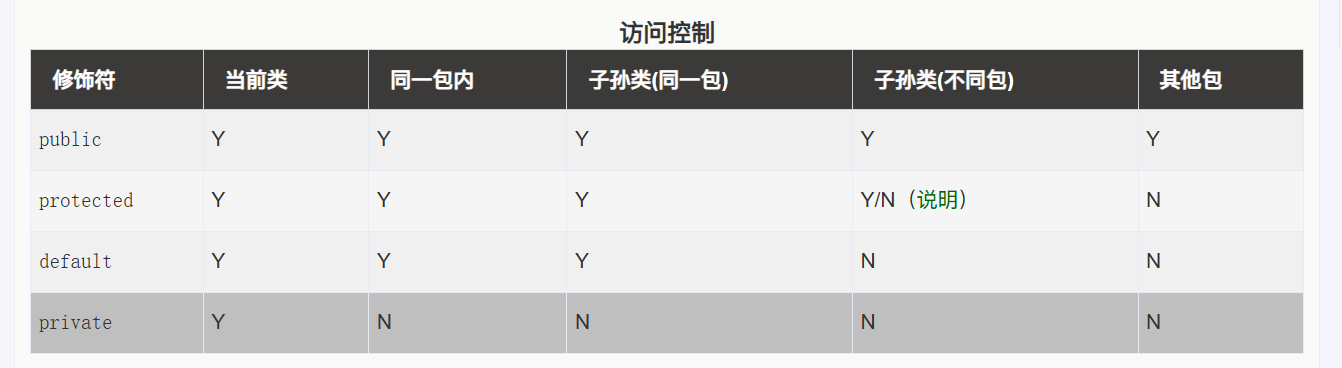 访问控制
修饰符 当前类 同一包内 子孙类(同一包) 子孙类(不同包) 其他包
public Y Y Y Y Y
protected Y Y Y Y/N（说明） N
default Y Y Y N N
private Y N N N N